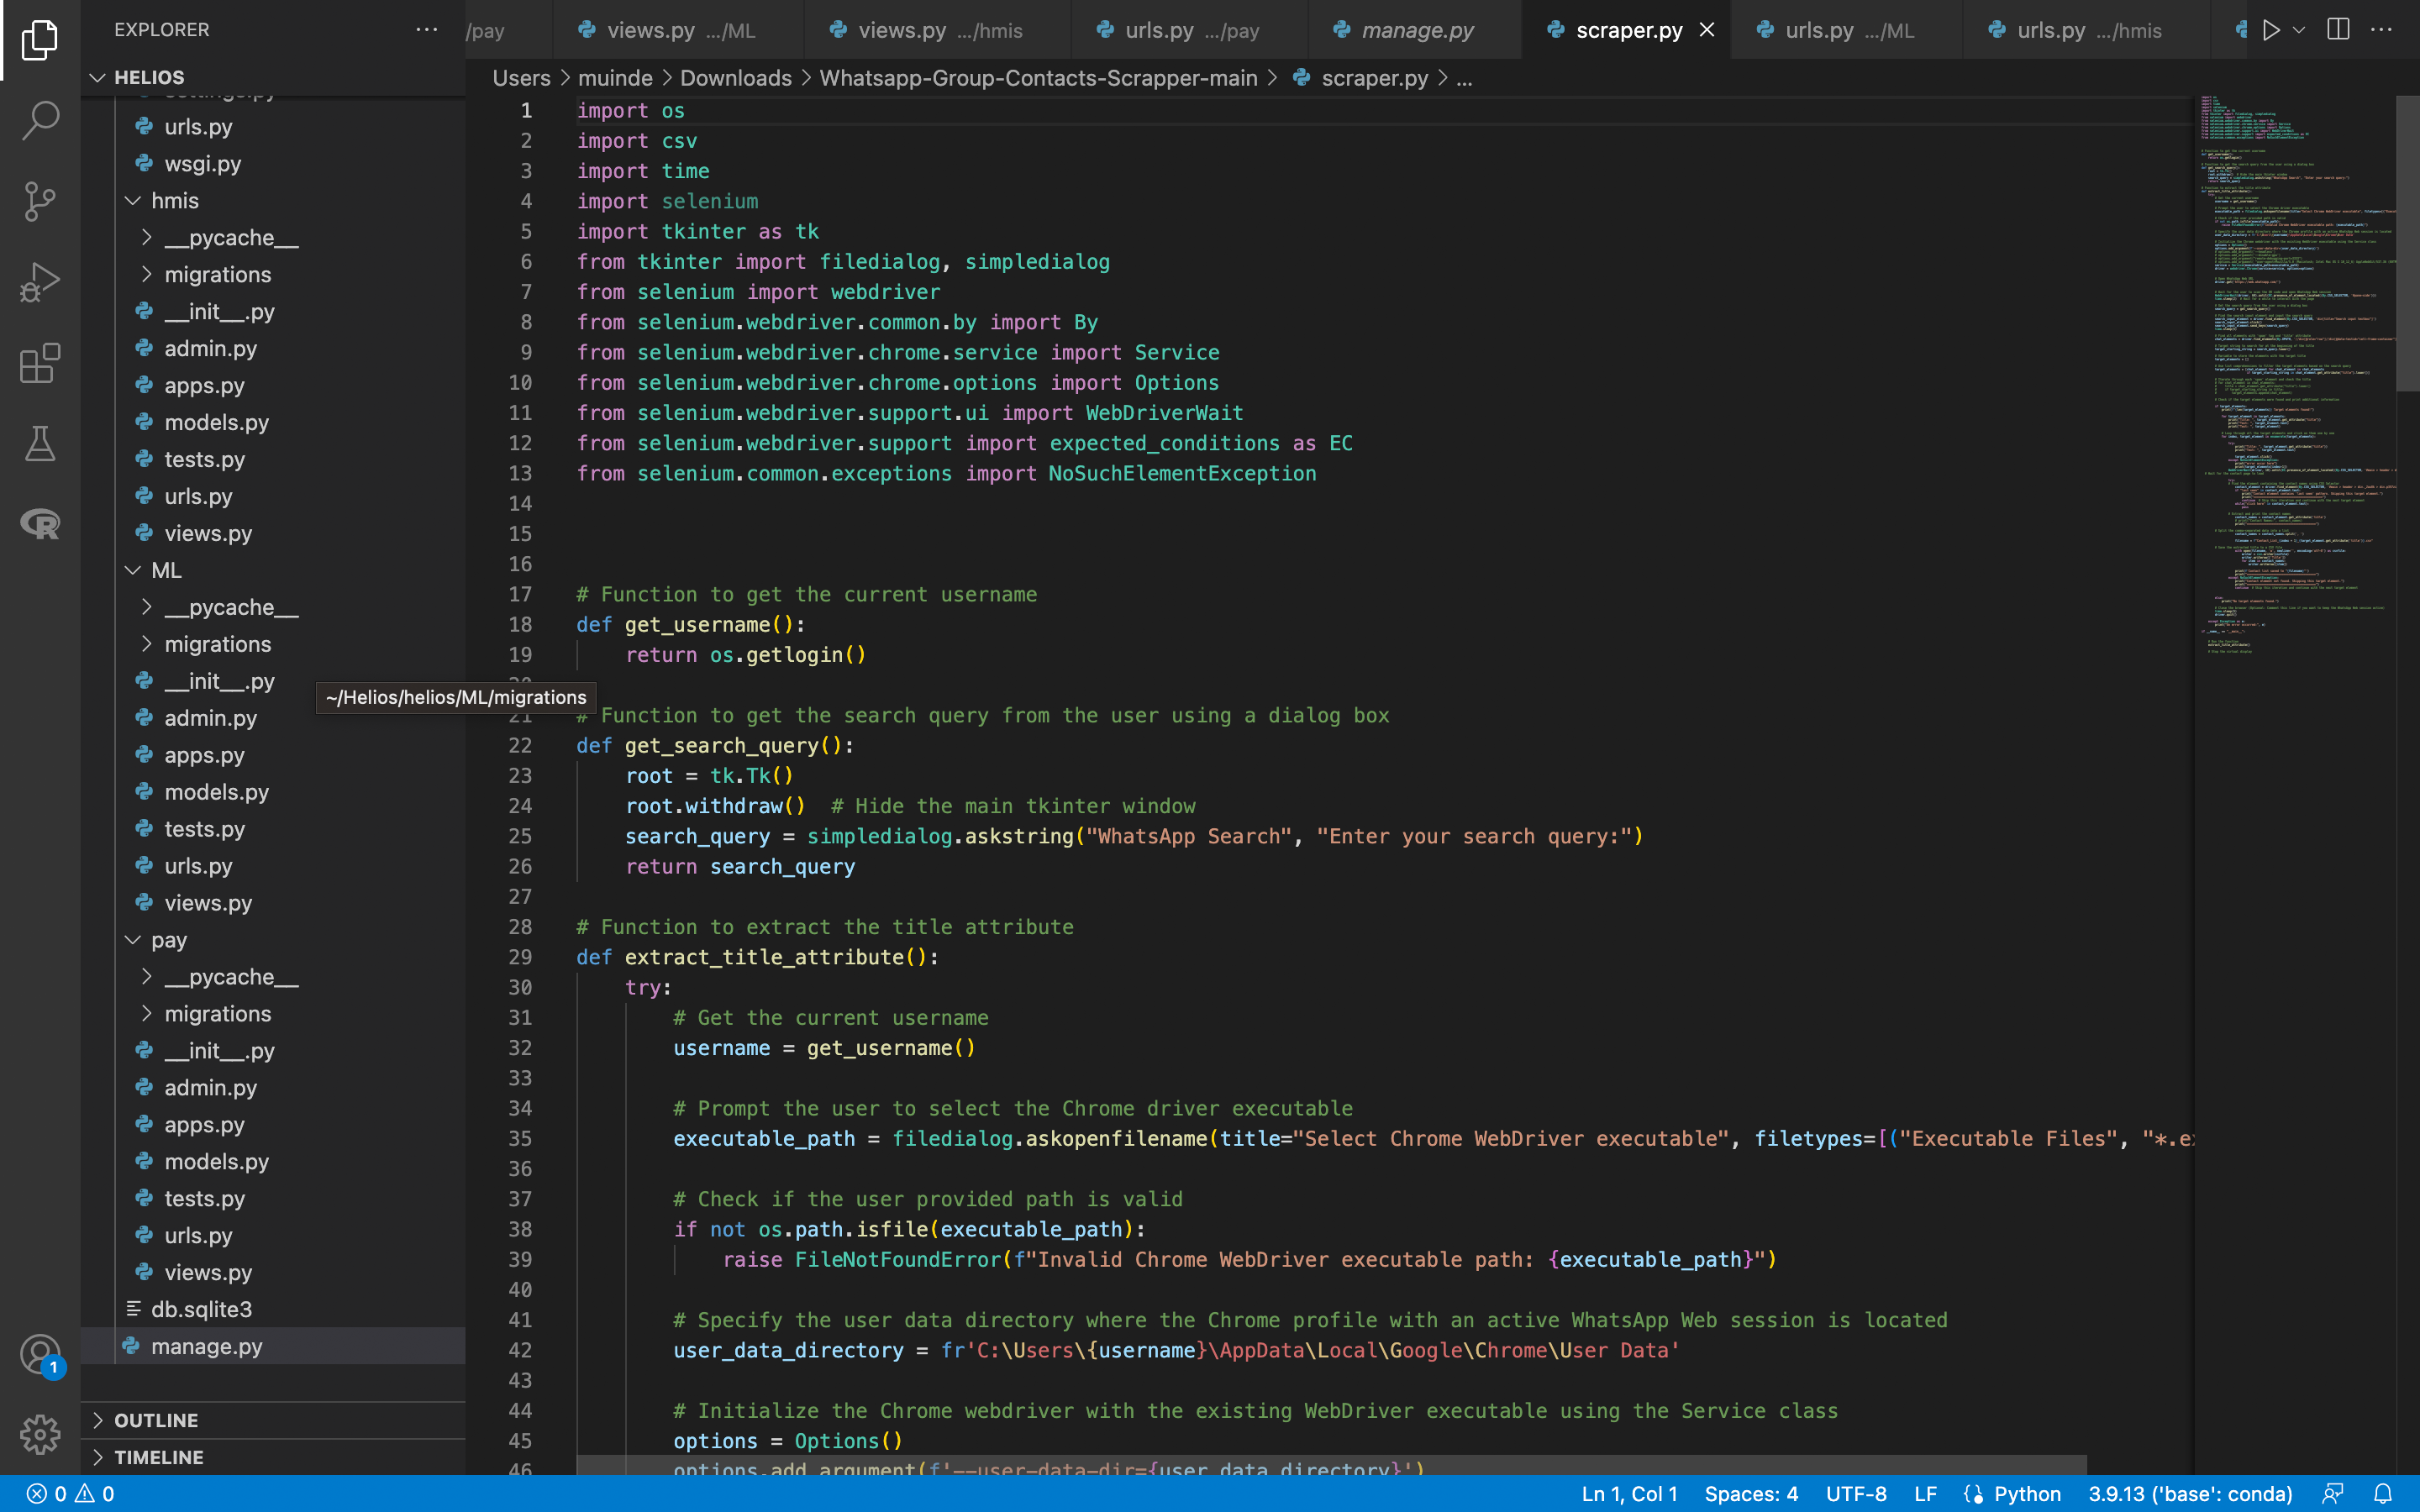 EXPLORER
HELIOS
settings.py
urls.py
wsgi.py
hmis
__pycache__
migrations
__init__.py
admin.py
apps.py
models.py
tests.py
urls.py
views.py
ML
__pycache__
migrations
__init__.py
admin.py
apps.py
models.py
tests.py
urls.py
views.py
pay
__pycache__
migrations
__init__.py
admin.py
apps.py
models.py
tests.py
urls.py
views.py
db.sqlite3
manage.py
OUTLINE
TIMELINE
1
~/Helios/helios/ML/migrations
/pay
views.py .../ML
views.py .../hmis
urls.py .../pay
manage.py
scraper.py
urls.py .../ML
urls.py .../hmis
Users > muinde > Downloads > Whatsapp-Group-Contacts-Scrapper-main > scraper.py > ...
1 import os
2 import csv
3 import time
4 import selenium
5 import tkinter as tk
6 from tkinter import filedialog, simpledialog
7 from selenium import webdriver
8 from selenium.webdriver.common.by import By
9 from selenium.webdriver.chrome.service import Service
10 from selenium.webdriver.chrome.options import Options
11 from selenium.webdriver.support.ui import WebDriverWait
12 from selenium.webdriver.support import expected_conditions as EC
13 from selenium.common.exceptions import NoSuchElementException
14
15
16
17 # Function to get the current username
18 def get_username():
19 return os.getlogin()
20
21 # Function to get the search query from the user using a dialog box
22 def get_search_query():
23 root = tk.Tk()
24 root.withdraw() # Hide the main tkinter window
25 search_query = simpledialog.askstring("WhatsApp Search", "Enter your search query:")
26 return search_query
27
28 # Function to extract the title attribute
29 def extract_title_attribute():
30 try:
31 # Get the current username
32 username = get_username()
33
34 # Prompt the user to select the Chrome driver executable
35 executable_path = filedialog.askopenfilename(title="Select Chrome WebDriver executable", filetypes=[("Executable Files", "*.ex
36
37 # Check if the user provided path is valid
38 if not os.path.isfile(executable_path):
39 raise FileNotFoundError(f"Invalid Chrome WebDriver executable path: {executable_path}")
40
41 # Specify the user data directory where the Chrome profile with an active WhatsApp Web session is located
42 user_data_directory = fr'C:\Users\{username}\AppData\Local\Google\Chrome\User Data'
43
44 # Initialize the Chrome webdriver with the existing WebDriver executable using the Service class
45 options = Options()
46 options.add_argument(f'--user-data-dir={user_data_directory}')
0 0
Ln 1, Col 1 Spaces: 4 UTF-8 LF Python 3.9.13 ('base': conda)